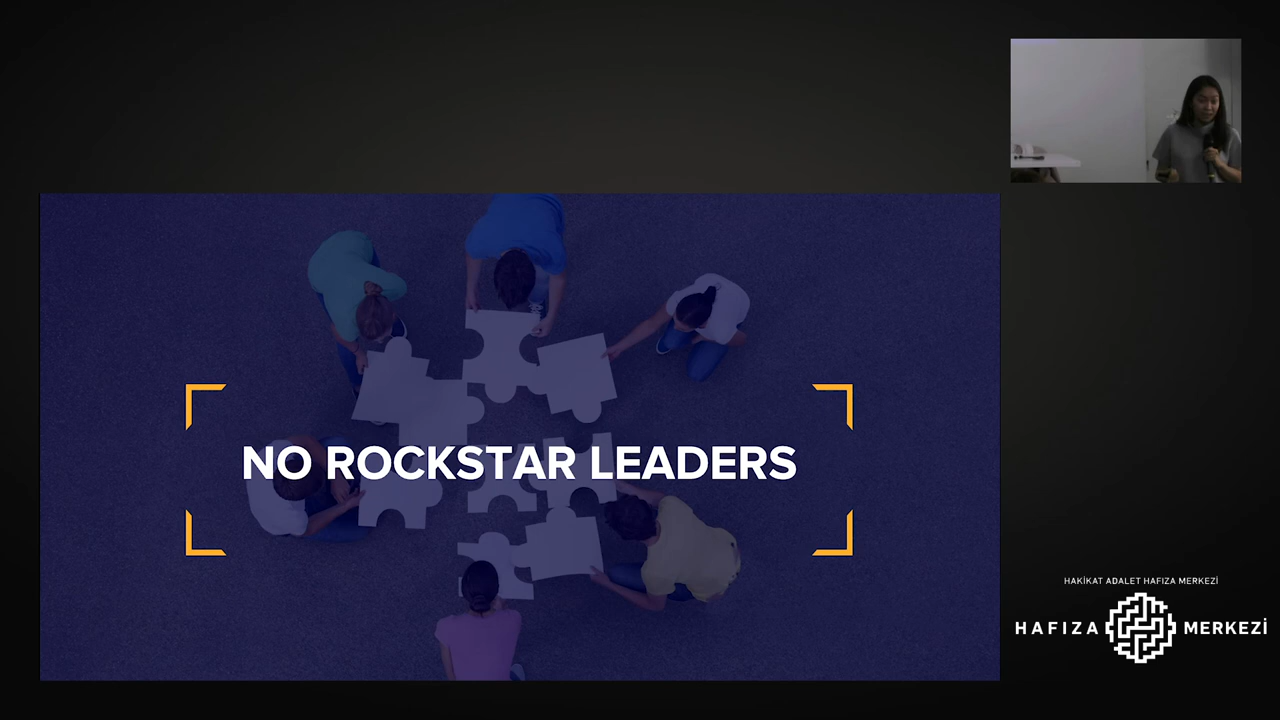 NO ROCKSTAR LEADERS
HAKİKAT ADALET HAFIZA MERKEZİ
HAFIZA MERKEZİ